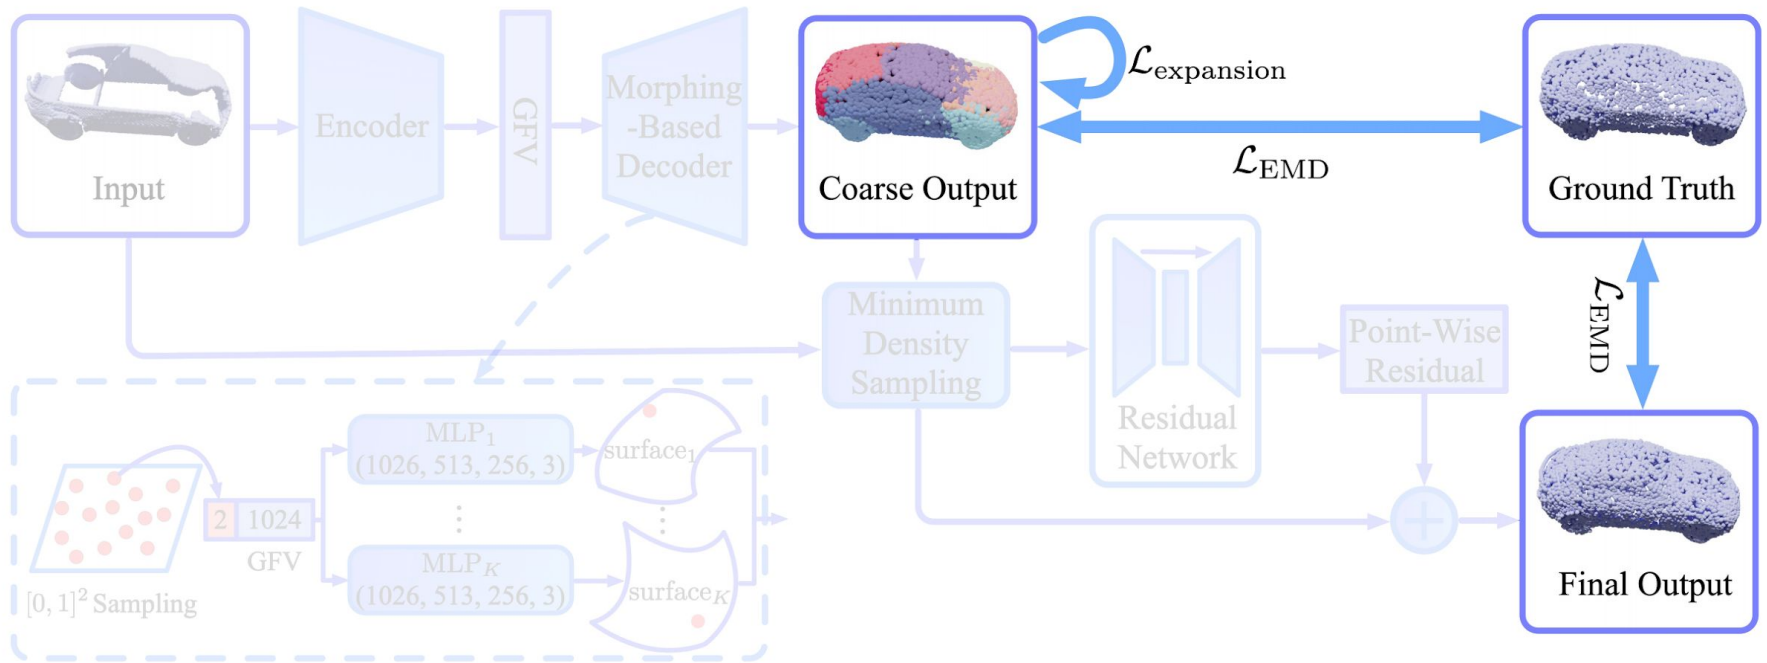 Input
Encoder
GFV
Morphing
-Based
Decoder
Coarse Output
ℒexpansion
ℒEMD
Ground Truth
ℒEMD
Minimum
Density
Sampling
Residual
Network
Point-Wise
Residual
Final Output
[0, 1]² Sampling
2 1024
GFV
MLP₁
(1026, 513, 256, 3)
⋮
MLP_K
(1026, 513, 256, 3)
surface₁
⋮
surface_K